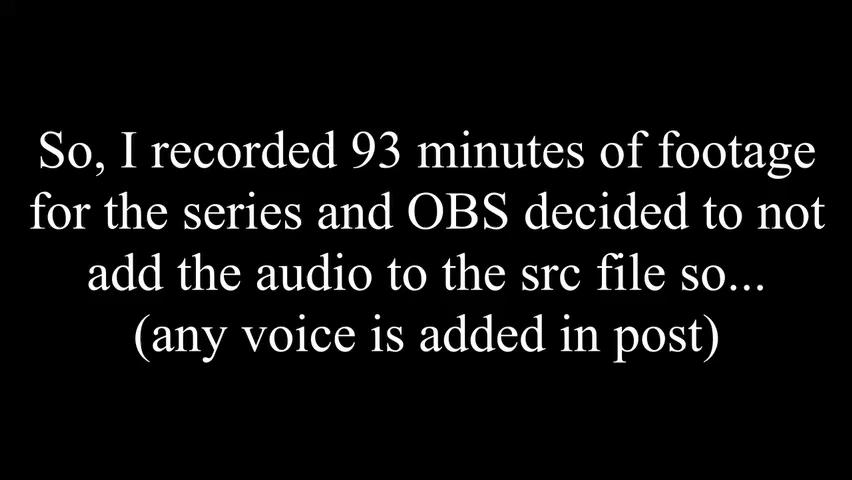 So, I recorded 93 minutes of footage
for the series and OBS decided to not
add the audio to the src file so...
(any voice is added in post)